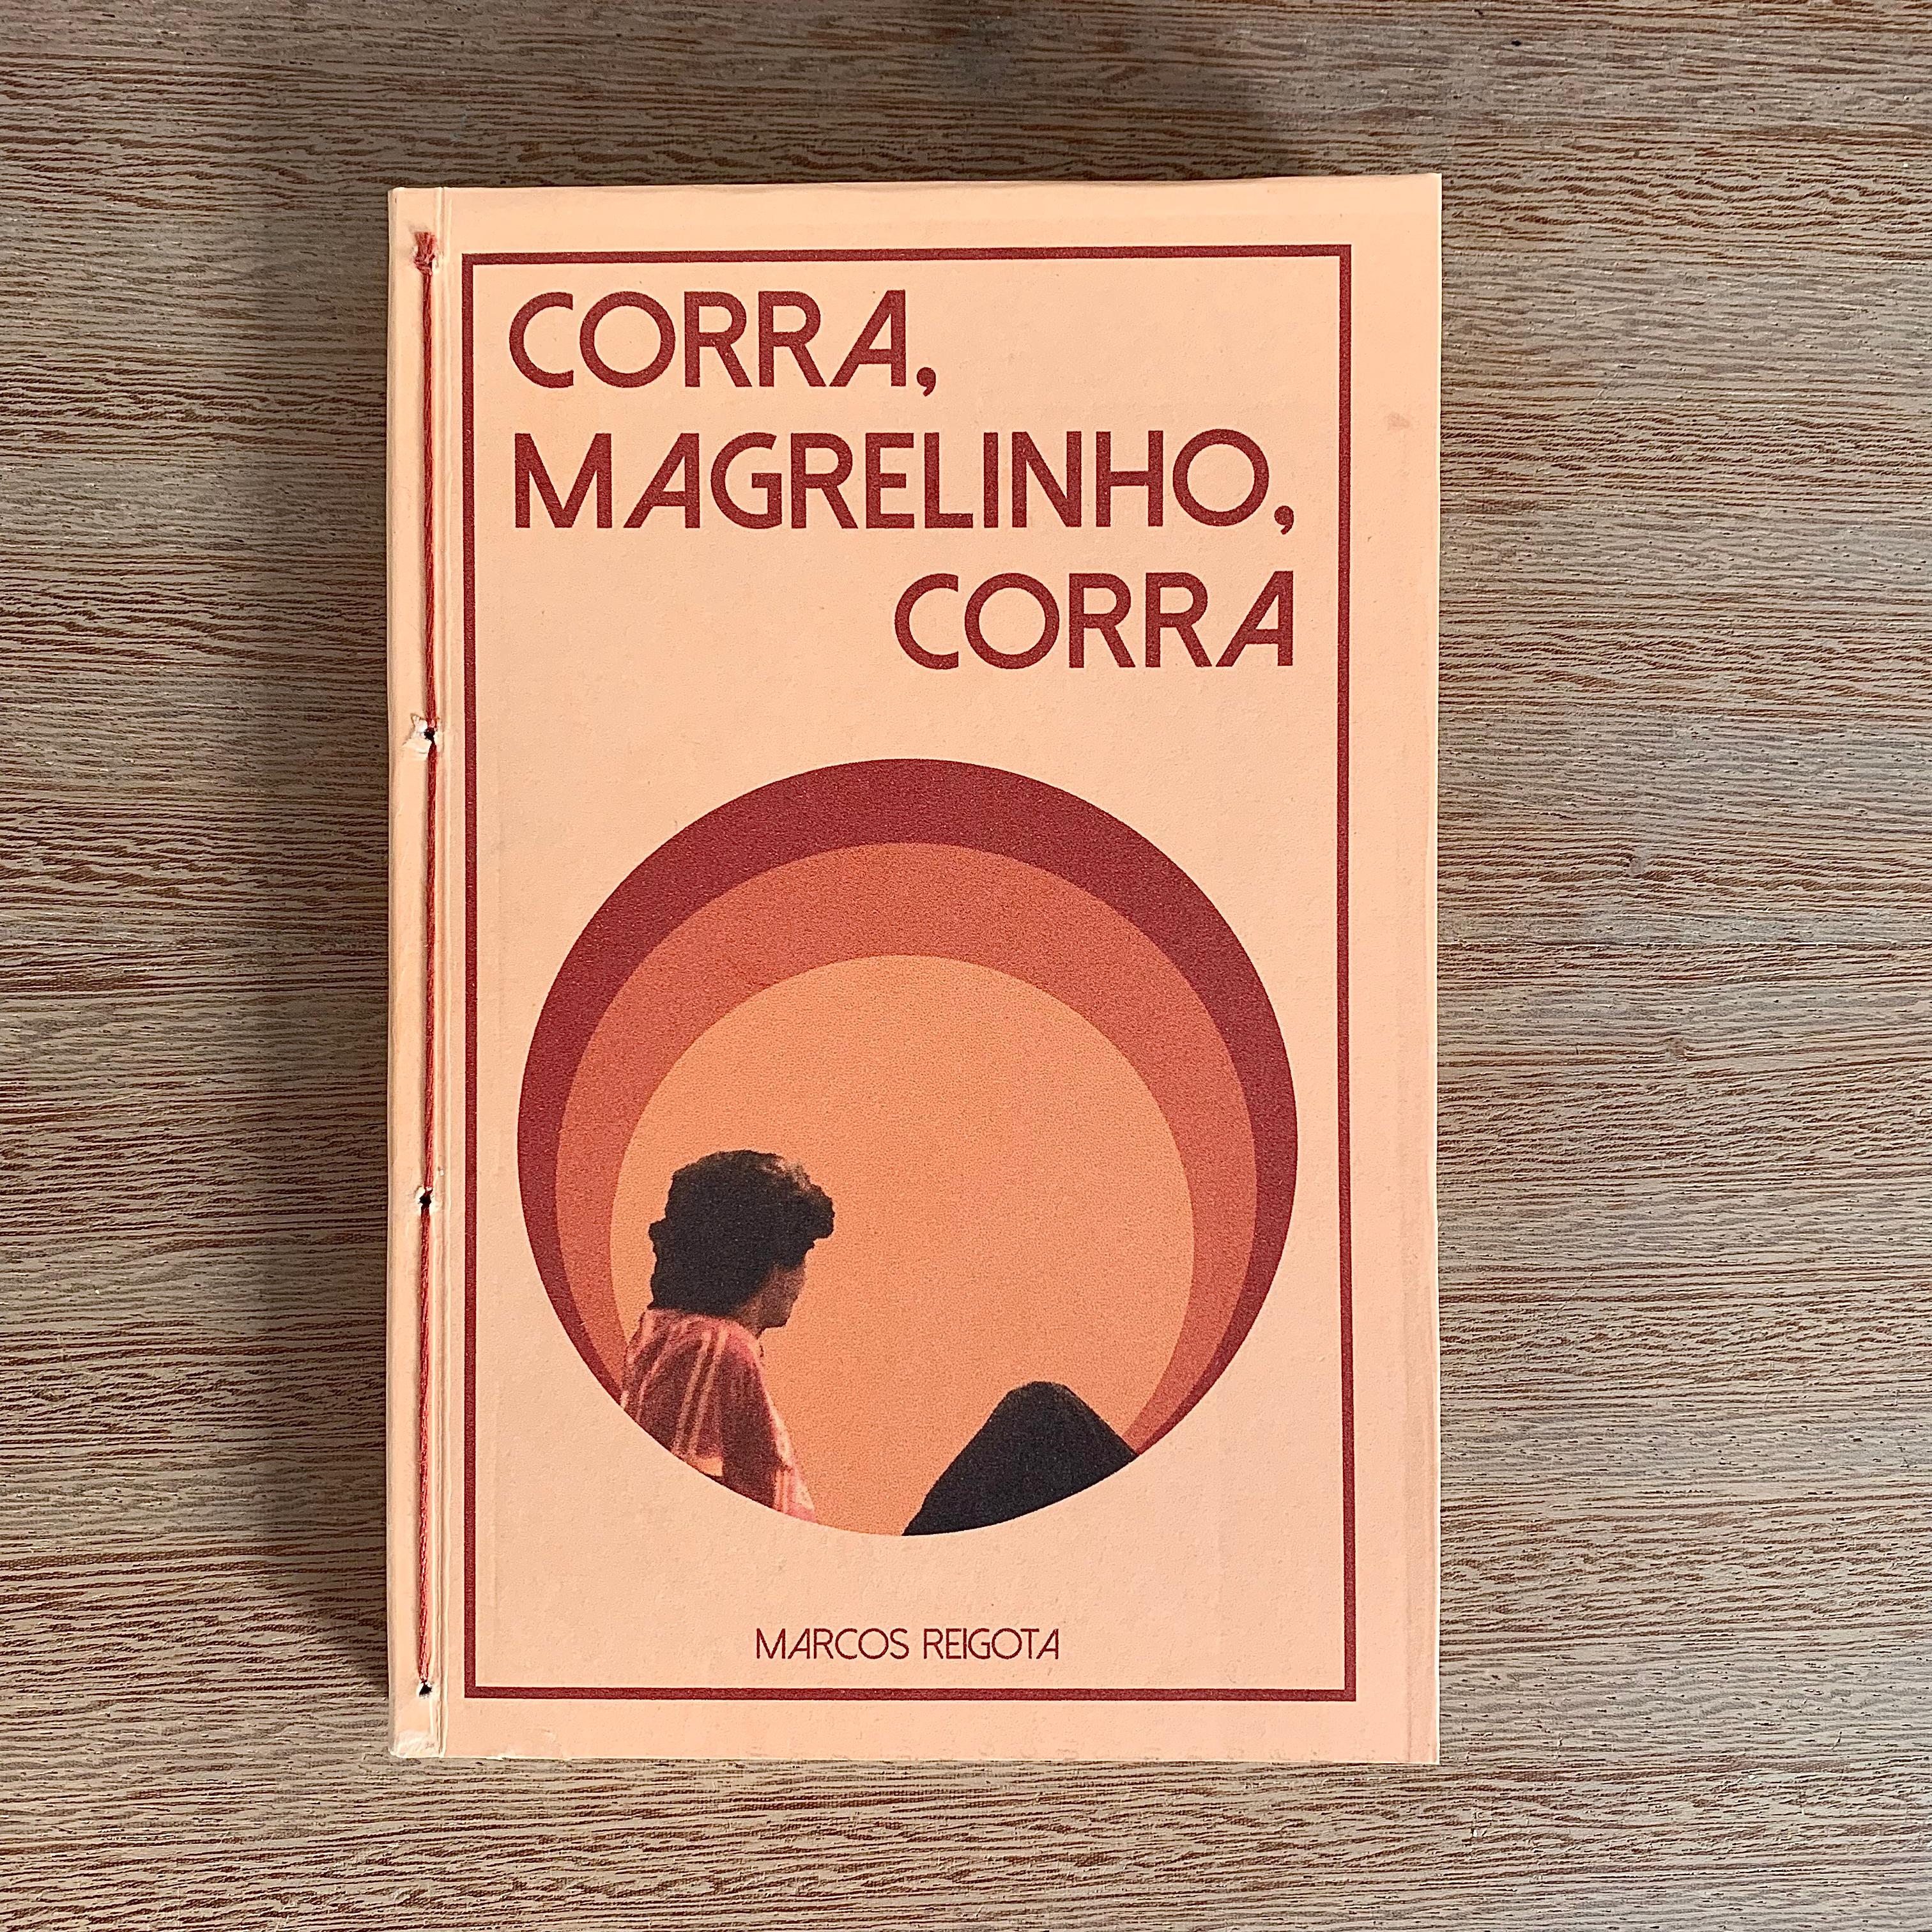 CORRA,
MAGRELINHO,
CORRA
MARCOS REIGOTA